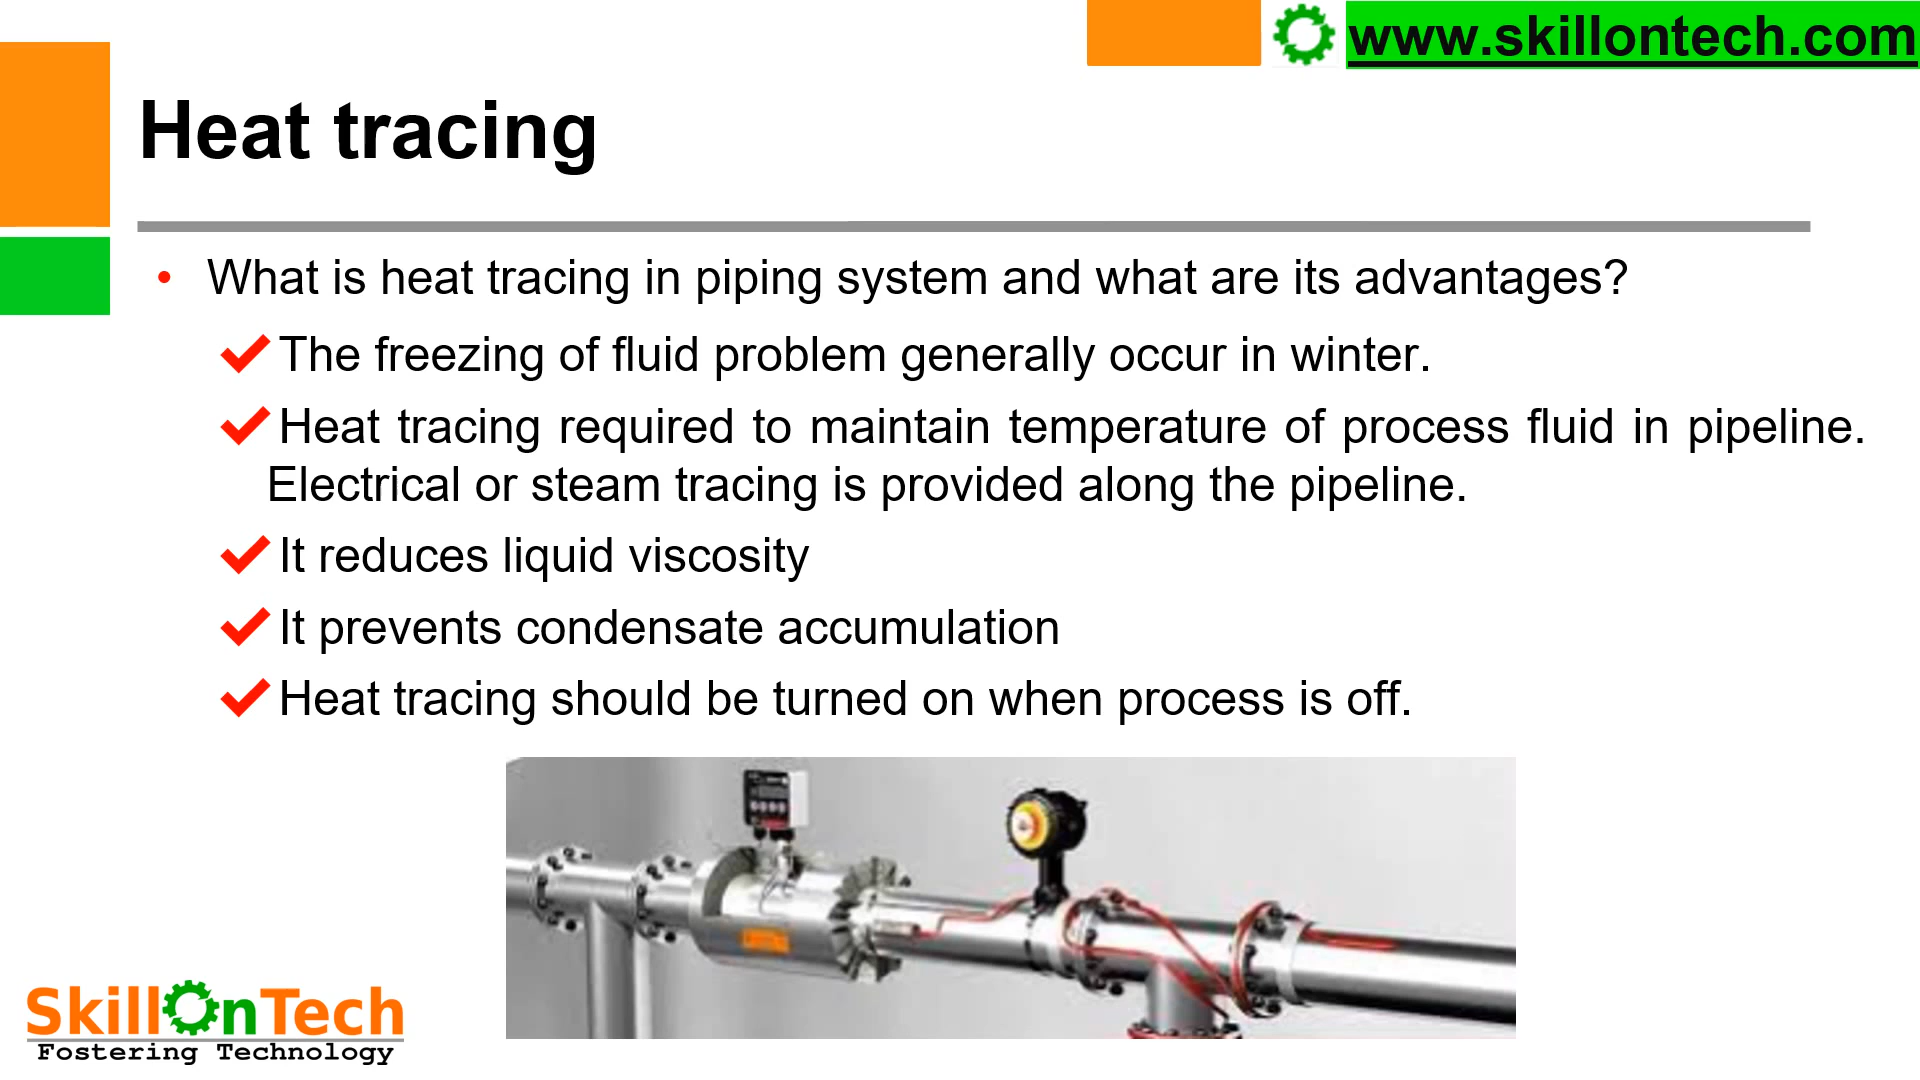 www.skillontech.com
Heat tracing
• What is heat tracing in piping system and what are its advantages?
✔The freezing of fluid problem generally occur in winter.
✔Heat tracing required to maintain temperature of process fluid in pipeline.
Electrical or steam tracing is provided along the pipeline.
✔It reduces liquid viscosity
✔It prevents condensate accumulation
✔Heat tracing should be turned on when process is off.
SkillOnTech
Fostering Technology